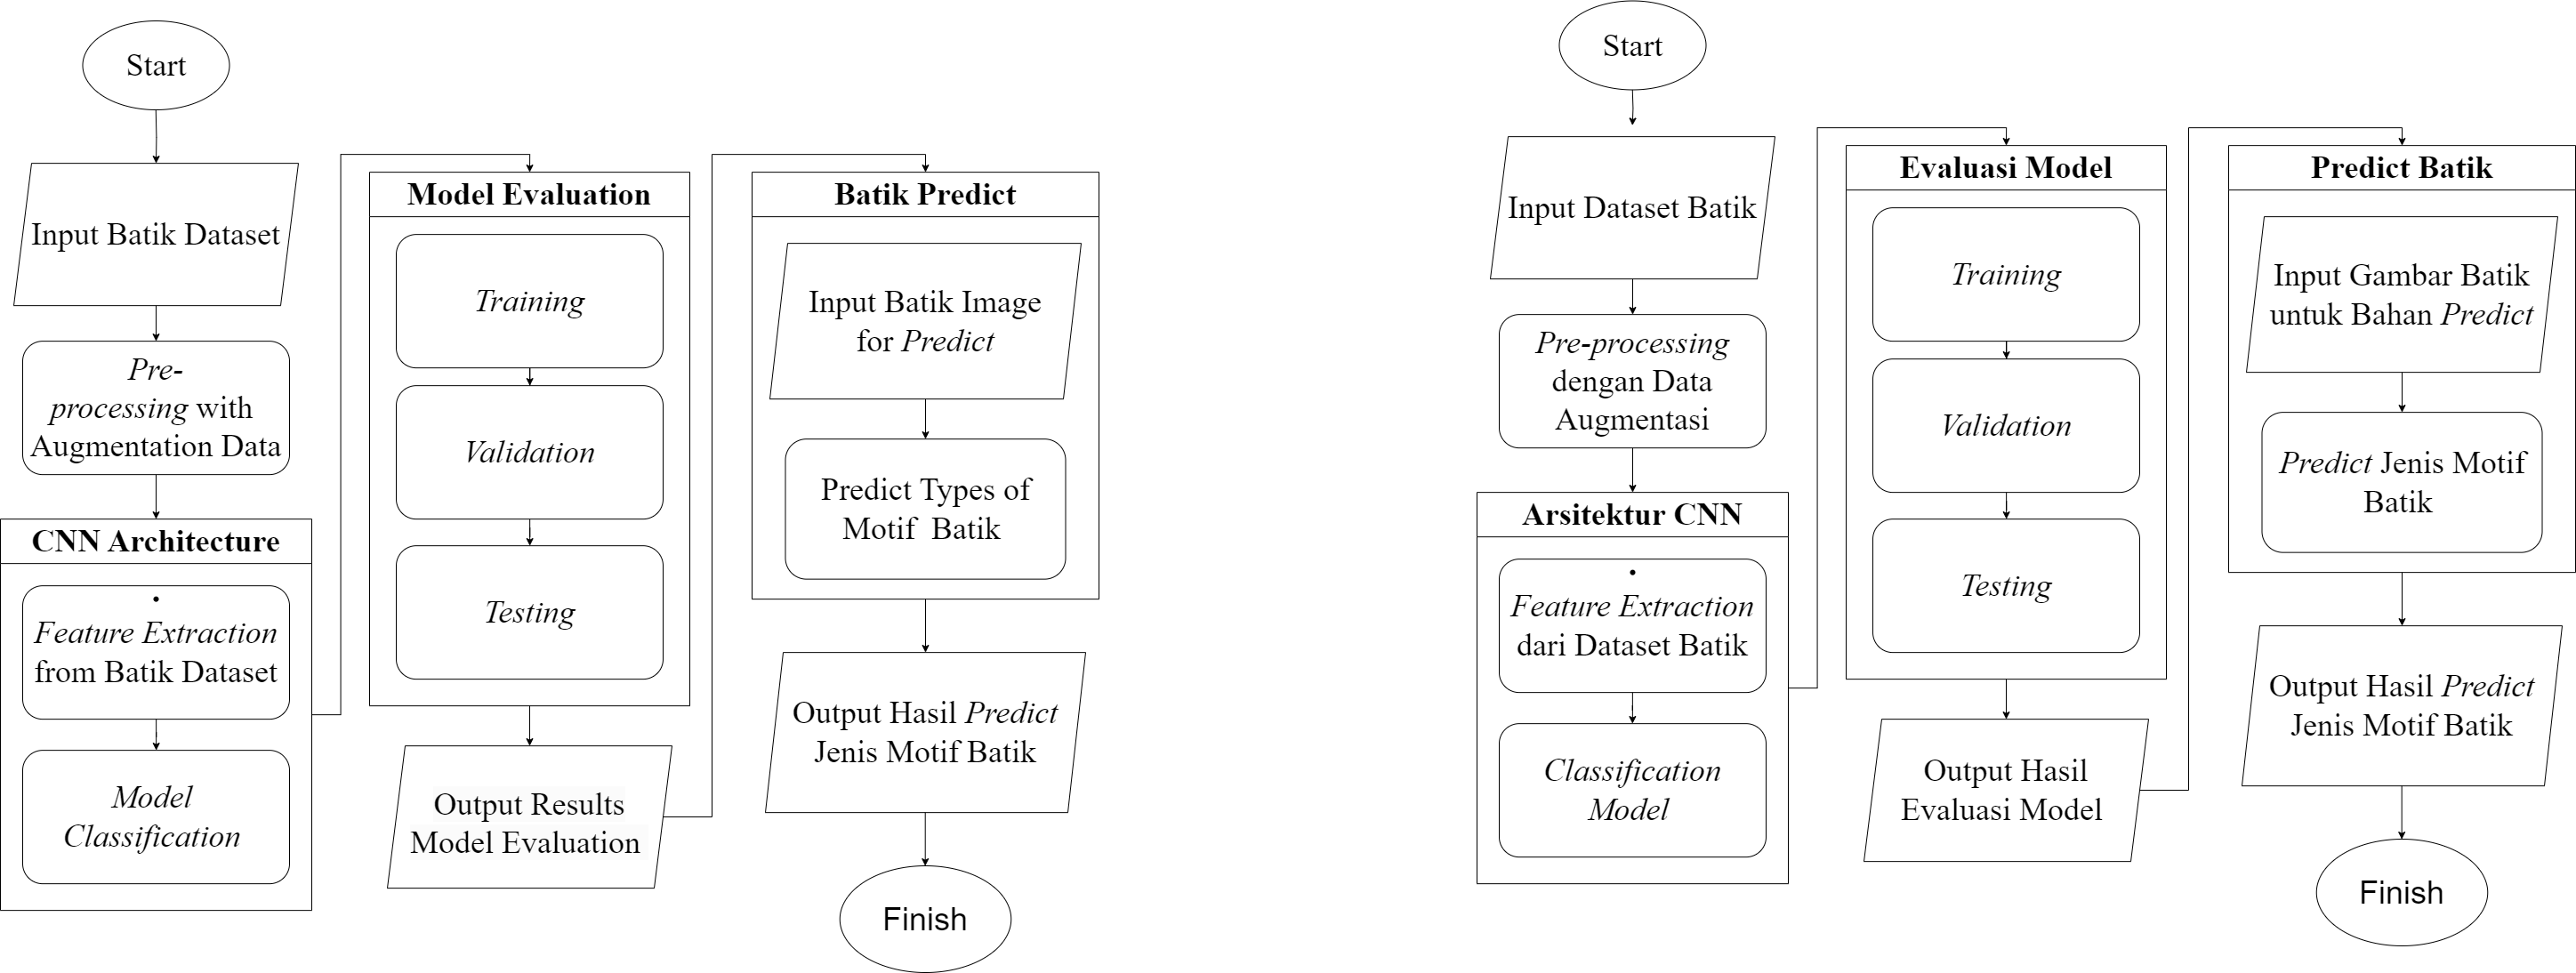 Start
Input Batik Dataset
Pre-
processing with
Augmentation Data
CNN Architecture
•
Feature Extraction
from Batik Dataset
Model
Classification
Model Evaluation
Training
Validation
Testing
Output Results
Model Evaluation
Batik Predict
Input Batik Image
for Predict
Predict Types of
Motif Batik
Output Hasil Predict
Jenis Motif Batik
Finish
Start
Input Dataset Batik
Pre-processing
dengan Data
Augmentasi
Arsitektur CNN
•
Feature Extraction
dari Dataset Batik
Classification
Model
Evaluasi Model
Training
Validation
Testing
Output Hasil
Evaluasi Model
Predict Batik
Input Gambar Batik
untuk Bahan Predict
Predict Jenis Motif
Batik
Output Hasil Predict
Jenis Motif Batik
Finish